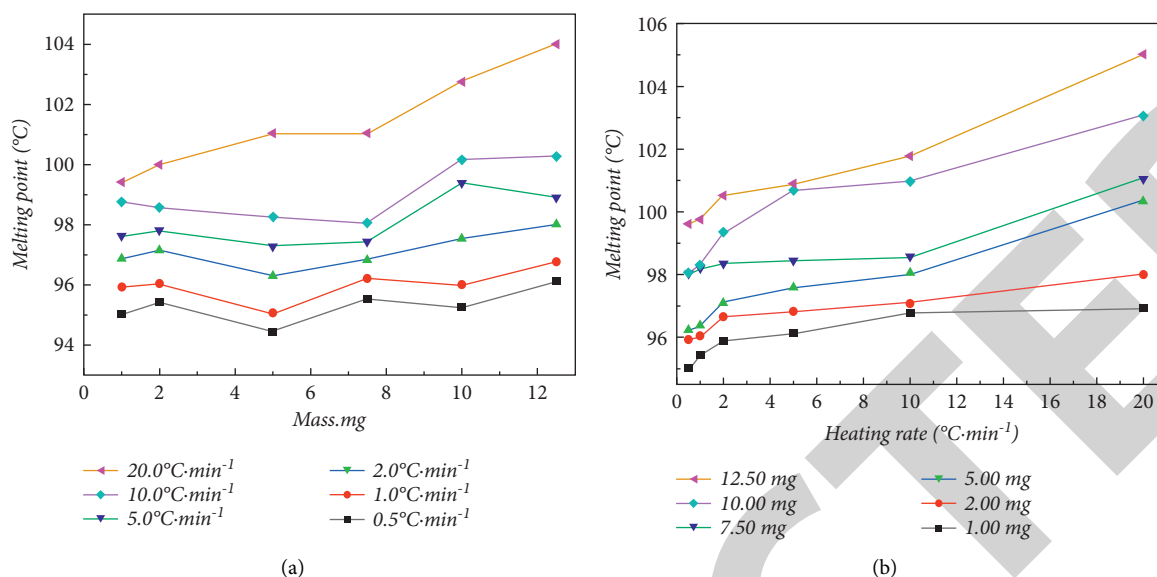 104
102
100
98
96
94
Melting point (°C)
0 2 4 6 8 10 12
Mass.mg
20.0°C·min-1
10.0°C·min-1
5.0°C·min-1
2.0°C·min-1
1.0°C·min-1
0.5°C·min-1
(a)
106
104
102
100
98
96
Melting point (°C)
0 2 4 6 8 10 12 14 16 18 20
Heating rate (°C·min-1)
12.50 mg
10.00 mg
7.50 mg
5.00 mg
2.00 mg
1.00 mg
(b)